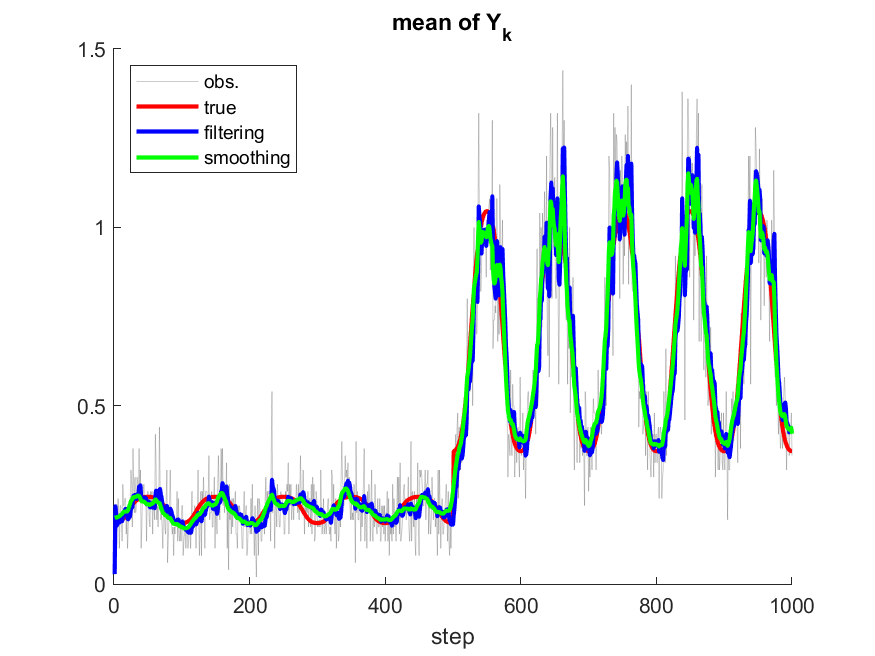 mean of Y_k
1.5
obs.
true
filtering
smoothing
1
0.5
0
0 200 400 600 800 1000
step